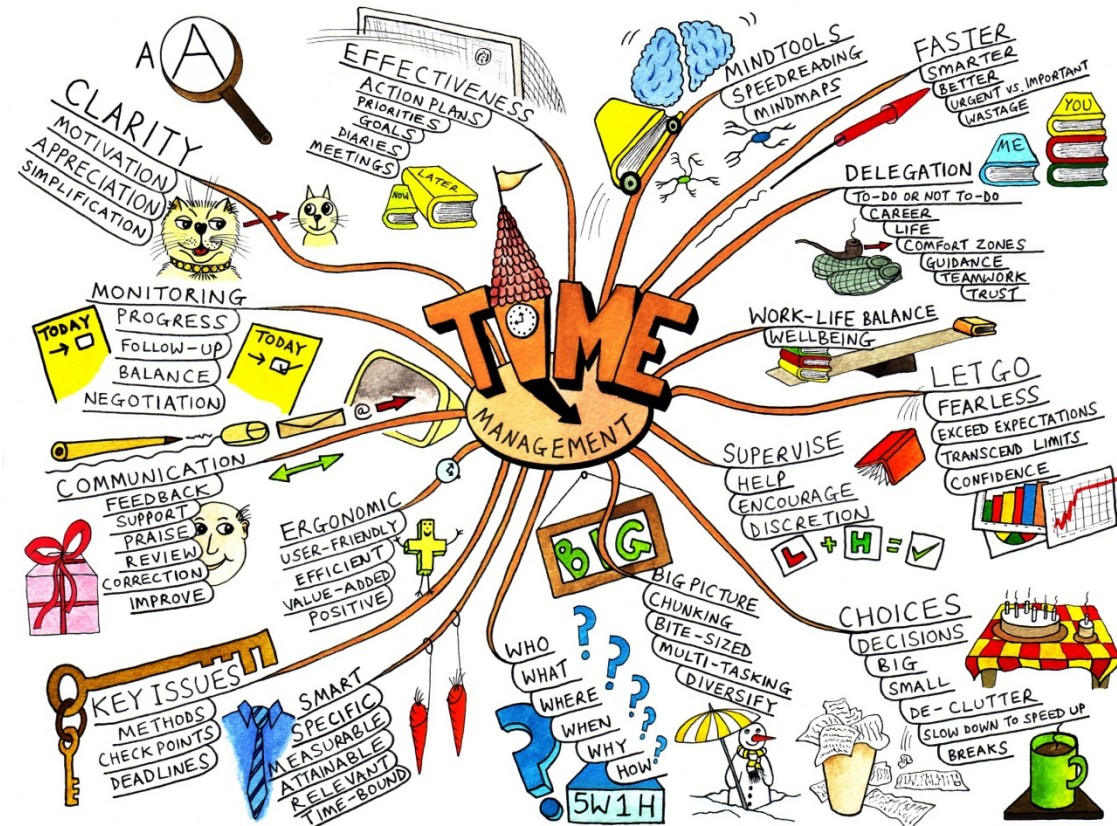 TIME
MANAGEMENT
A A
CLARITY
MOTIVATION
APPRECIATION
SIMPLIFICATION
EFFECTIVENESS
ACTION PLANS
PRIORITIES
GOALS
DIARIES
MEETINGS
@
NOW
LATER
MINDTOOLS
SPEEDREADING
MINDMAPS
FASTER
SMARTER
BETTER
URGENT VS. IMPORTANT
WASTAGE
ME
YOU
DELEGATION
TO-DO OR NOT TO-DO
CAREER
LIFE
COMFORT ZONES
GUIDANCE
TEAMWORK
TRUST
WORK-LIFE BALANCE
WELLBEING
LET GO
FEARLESS
EXCEED EXPECTATIONS
TRANSCEND LIMITS
CONFIDENCE
SUPERVISE
HELP
ENCOURAGE
DISCRETION
L + H =
CHOICES
DECISIONS
BIG
SMALL
DE-CLUTTER
SLOW DOWN TO SPEED UP
BREAKS
BIG
BIG PICTURE
CHUNKING
BITE-SIZED
MULTI-TASKING
DIVERSIFY
WHO
WHAT
WHERE
WHEN
WHY
HOW
? ? ? ? ? ?
5W1H
SMART
SPECIFIC
MEASURABLE
ATTAINABLE
RELEVANT
TIME-BOUND
KEY ISSUES
METHODS
CHECKPOINTS
DEADLINES
ERGONOMIC
USER-FRIENDLY
EFFICIENT
VALUE-ADDED
POSITIVE
COMMUNICATION
FEEDBACK
SUPPORT
PRAISE
REVIEW
CORRECTION
IMPROVE
@
MONITORING
PROGRESS
FOLLOW-UP
BALANCE
NEGOTIATION
TODAY
TODAY